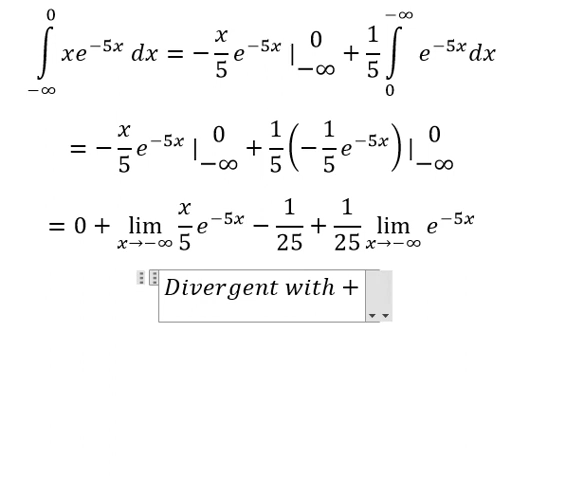 ∫_{-∞}^{0} xe^{-5x} dx = -x/5 e^{-5x} |_{-∞}^{0} + 1/5 ∫_{0}^{-∞} e^{-5x} dx
= -x/5 e^{-5x} |_{-∞}^{0} + 1/5 (-1/5 e^{-5x}) |_{-∞}^{0}
= 0 + lim_{x→-∞} x/5 e^{-5x} - 1/25 + 1/25 lim_{x→-∞} e^{-5x}
Divergent with +